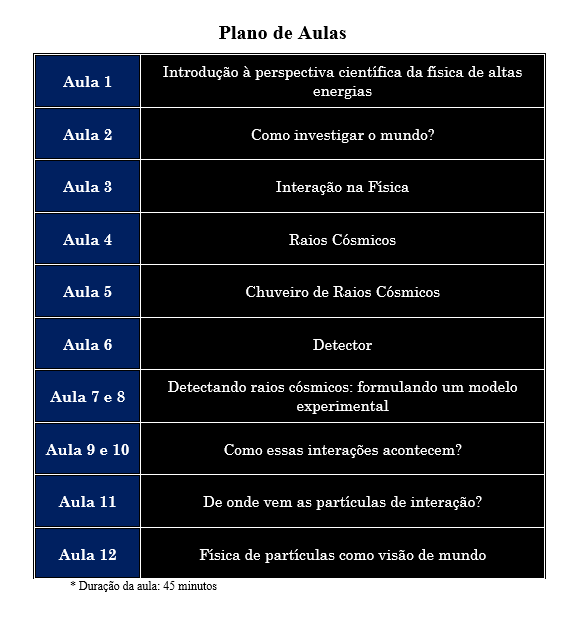 Plano de Aulas
Aula 1
Introdução à perspectiva científica da física de altas
energias
Aula 2
Como investigar o mundo?
Aula 3
Interação na Física
Aula 4
Raios Cósmicos
Aula 5
Chuveiro de Raios Cósmicos
Aula 6
Detector
Aula 7 e 8
Detectando raios cósmicos: formulando um modelo
experimental
Aula 9 e 10
Como essas interações acontecem?
Aula 11
De onde vem as partículas de interação?
Aula 12
Física de partículas como visão de mundo
* Duração da aula: 45 minutos